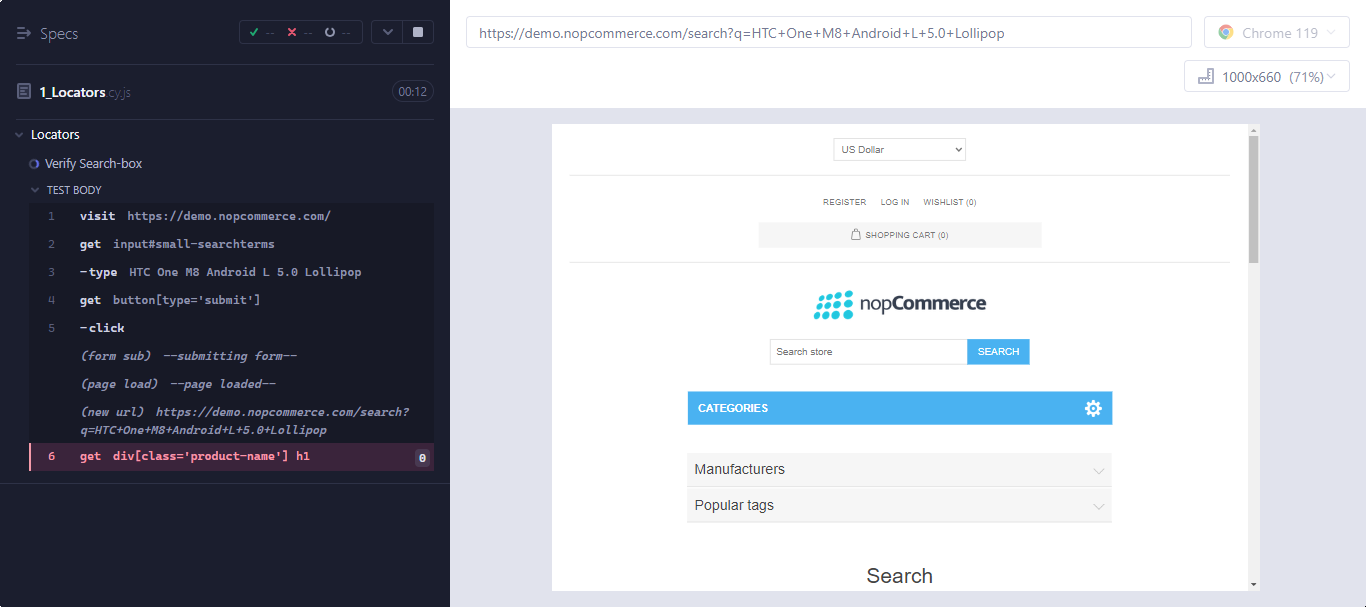 Specs
-- -- --
1_Locators.cy.js
00:12
Locators
Verify Search-box
TEST BODY
1 visit https://demo.nopcommerce.com/
2 get input#small-searchterms
3 -type HTC One M8 Android L 5.0 Lollipop
4 get button[type='submit']
5 -click
(form sub) --submitting form--
(page load) --page loaded--
(new url) https://demo.nopcommerce.com/search?
q=HTC+One+M8+Android+L+5.0+Lollipop
6 get div[class='product-name'] h1 0
https://demo.nopcommerce.com/search?q=HTC+One+M8+Android+L+5.0+Lollipop
Chrome 119
1000x660 (71%)
US Dollar
REGISTER LOG IN WISHLIST (0)
SHOPPING CART (0)
nopCommerce
Search store SEARCH
CATEGORIES
Manufacturers
Popular tags
Search